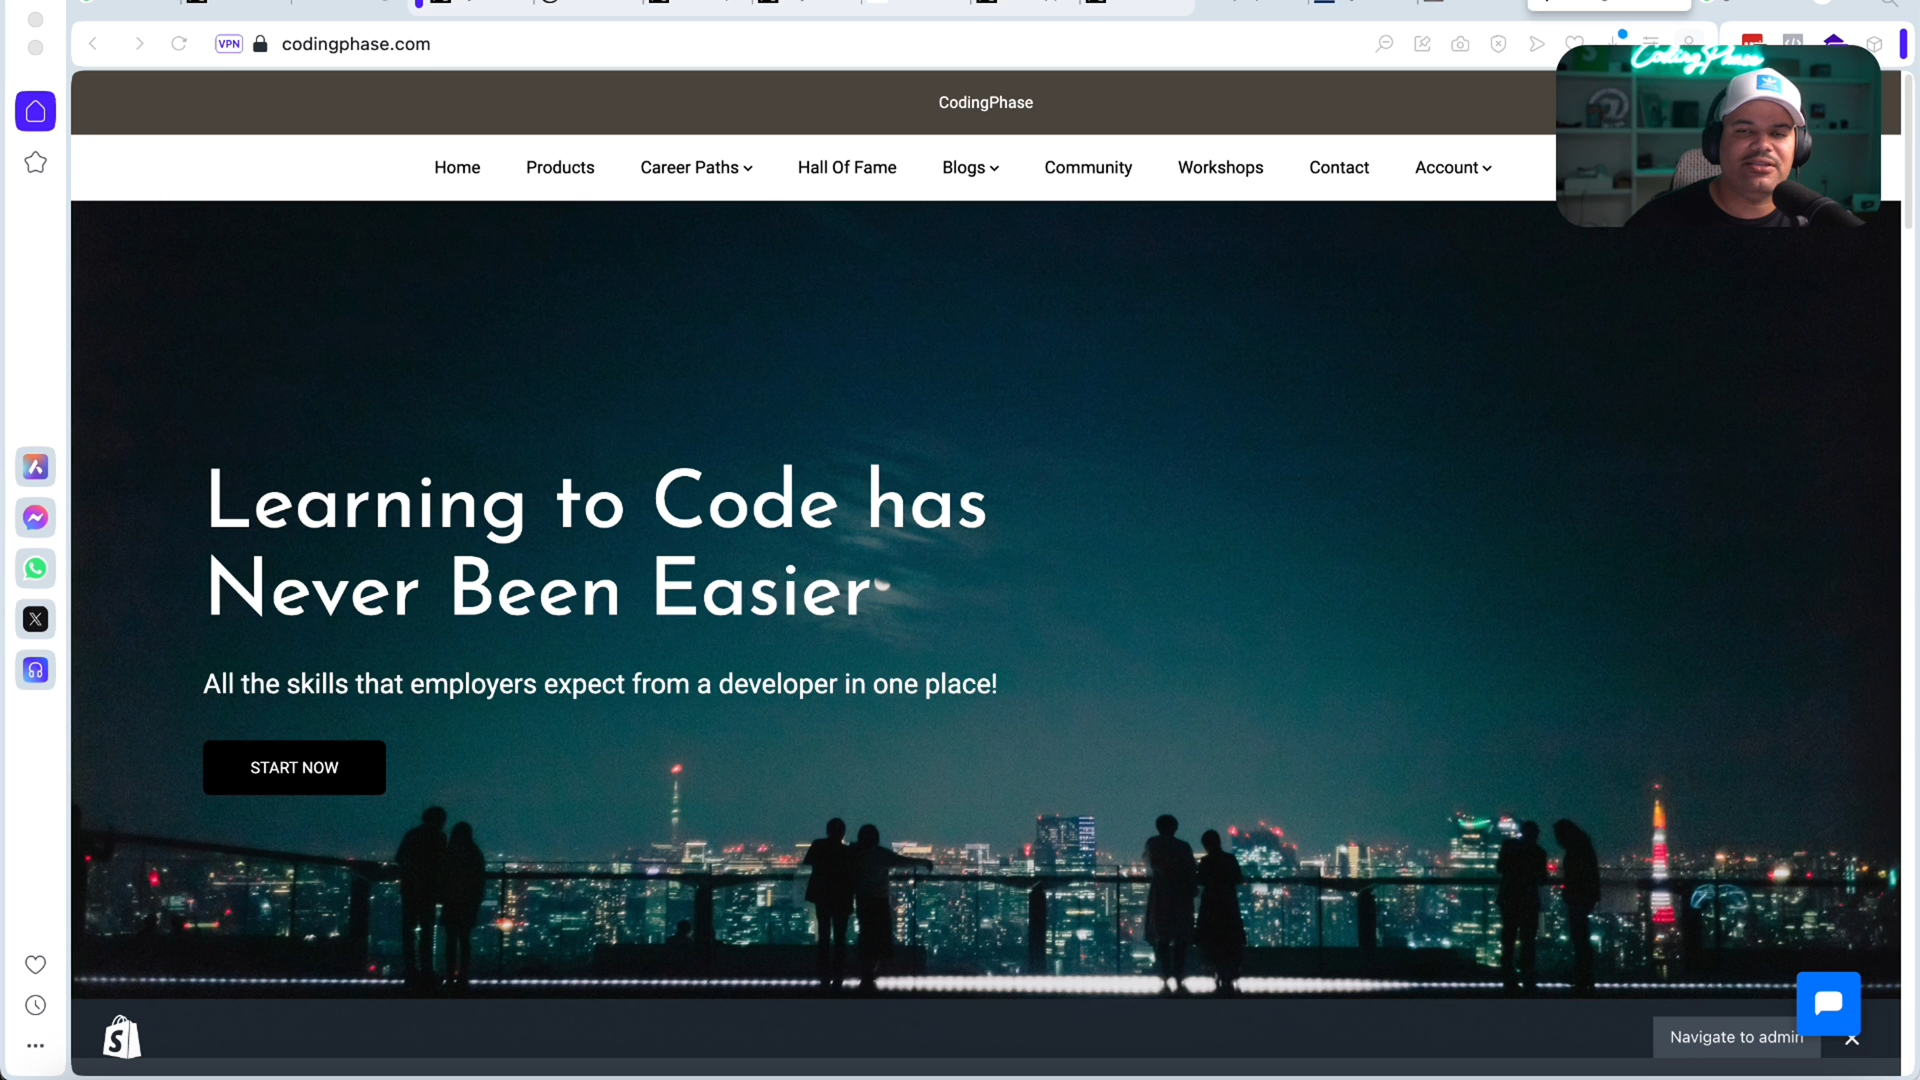 VPN
codingphase.com
CodingPhase
CodingPhase
Home Products Career Paths Hall Of Fame Blogs Community Workshops Contact Account
Learning to Code has
Never Been Easier
All the skills that employers expect from a developer in one place!
START NOW
Navigate to admin